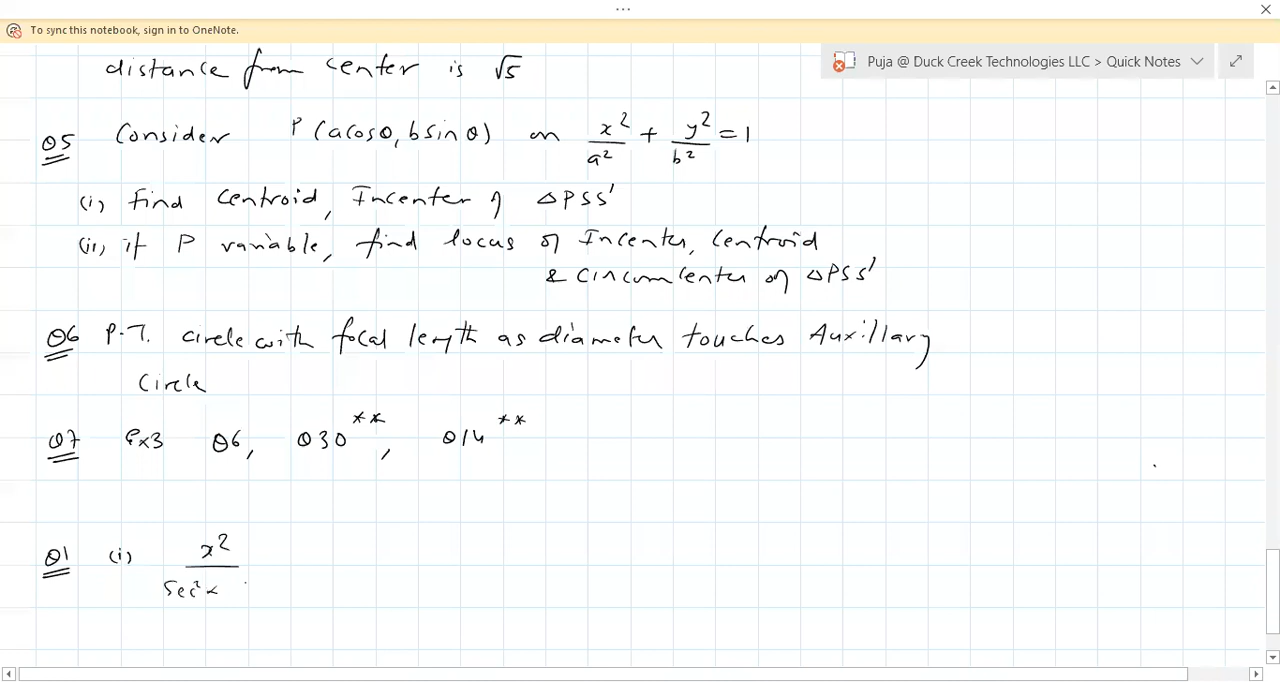 ...
To sync this notebook, sign in to OneNote.
distance from center is √5
Puja @ Duck Creek Technologies LLC > Quick Notes
Q5 Consider P(acosθ, bsinθ) on x²/a² + y²/b² = 1
(i) find Centroid, Incenter of △PSS'
(ii) if P variable, find locus of Incenter, Centroid
& Circumcenter of △PSS'
Q6 P.T. circle with focal length as diameter touches Auxillary
Circle
Q7 Ex3 Q6, Q30**, Q14**
Q1 (i) x²/sec²α